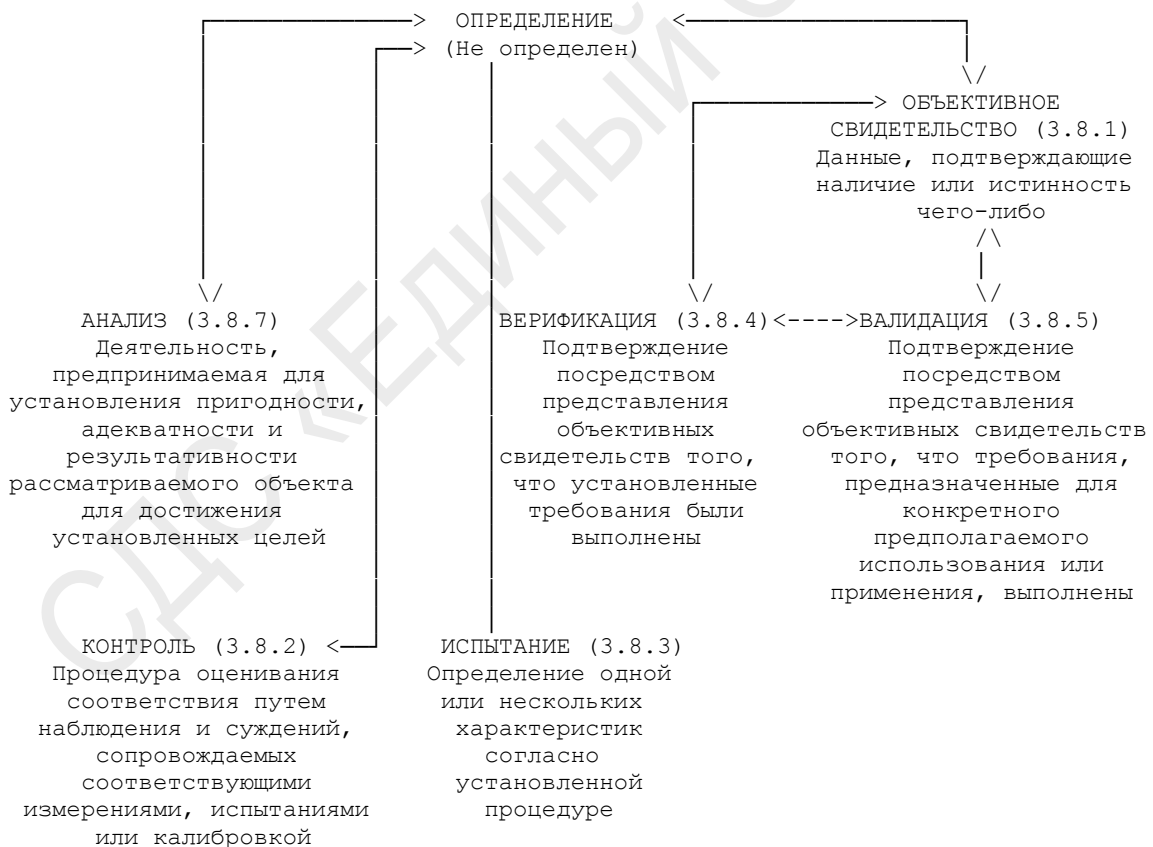 ОПРЕДЕЛЕНИЕ
(Не определен)
ОБЪЕКТИВНОЕ
СВИДЕТЕЛЬСТВО (3.8.1)
Данные, подтверждающие
наличие или истинность
чего-либо
АНАЛИЗ (3.8.7)
Деятельность,
предпринимаемая для
установления пригодности,
адекватности и
результативности
рассматриваемого объекта
для достижения
установленных целей
ВЕРИФИКАЦИЯ (3.8.4)<---->ВАЛИДАЦИЯ (3.8.5)
Подтверждение
посредством
представления
объективных
свидетельств того,
что установленные
требования были
выполнены
Подтверждение
посредством
представления
объективных свидетельств
того, что требования,
предназначенные для
конкретного
предполагаемого
использования или
применения, выполнены
КОНТРОЛЬ (3.8.2)
Процедура оценивания
соответствия путем
наблюдения и суждений,
сопровождаемых
соответствующими
измерениями, испытаниями
или калибровкой
ИСПЫТАНИЕ (3.8.3)
Определение одной
или нескольких
характеристик
согласно
установленной
процедуре
СДС «Единый